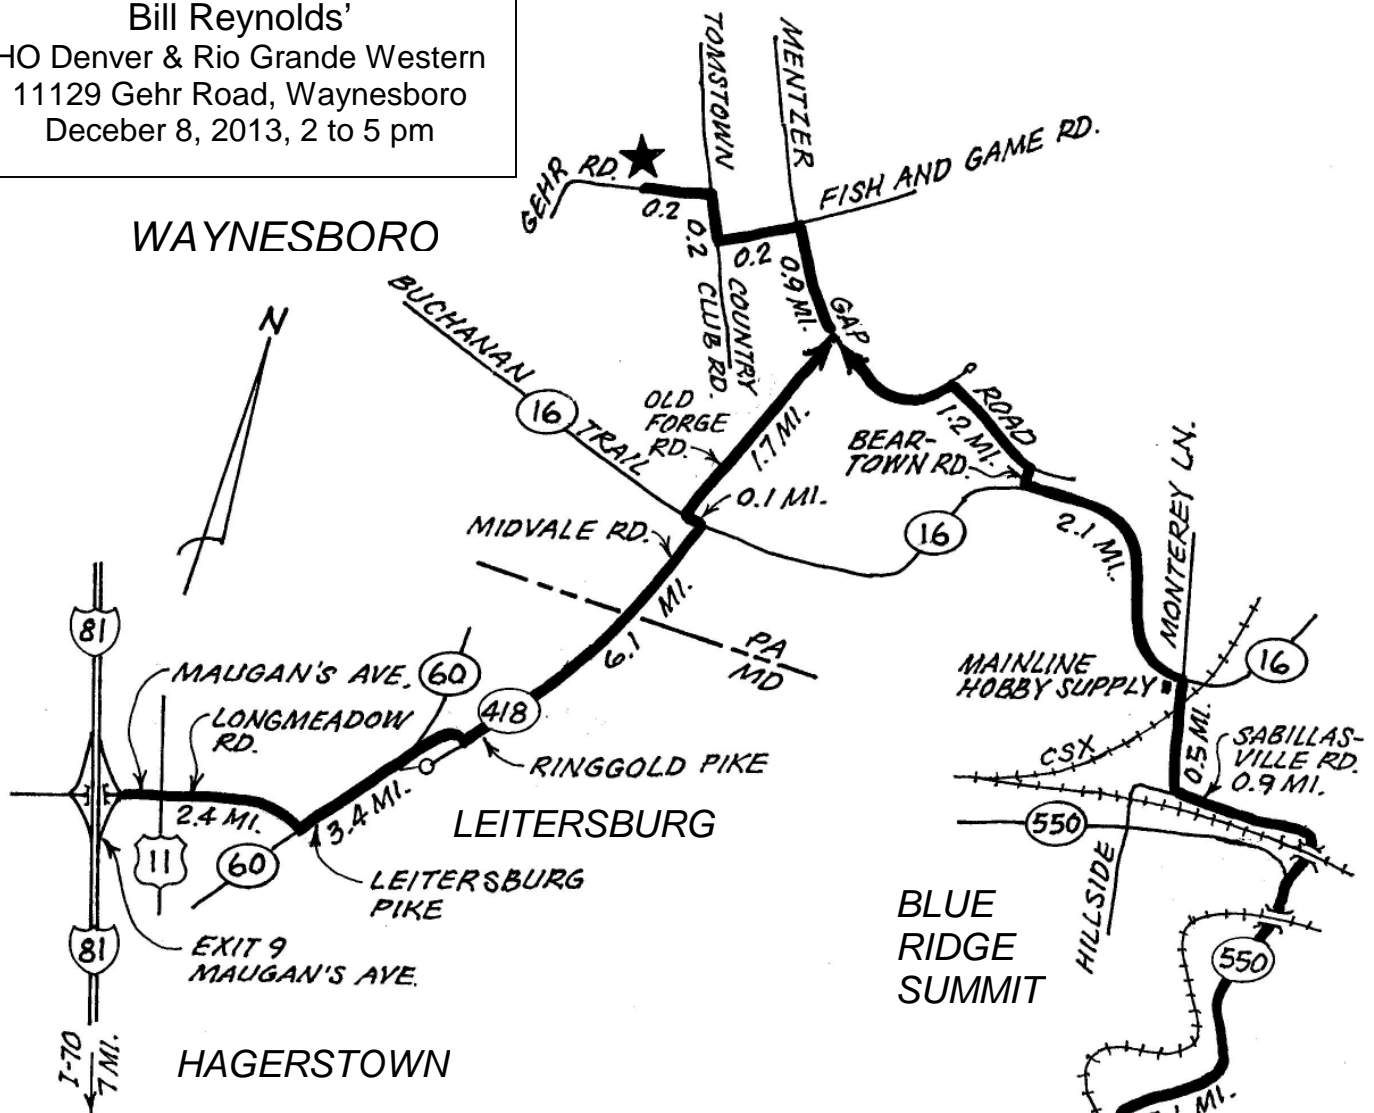 Bill Reynolds’
HO Denver & Rio Grande Western
11129 Gehr Road, Waynesboro
Deceber 8, 2013, 2 to 5 pm
TOMSTOWN
MENTZER
FISH AND GAME RD.
GEHR RD.
0.2
0.2
0.2
0.9 MI.
WAYNESBORO
COUNTRY
CLUB RD.
GAP
ROAD
BUCHANAN
16
TRAIL
N
OLD
FORGE
RD.
1.7 MI.
1.2 MI.
BEAR-
TOWN RD.
0.1 MI.
MIDVALE RD.
16
2.1 MI.
MONTEREY LN.
6.1 MI.
PA
MD
81
MAUGAN'S AVE.
60
LONGMEADOW
RD.
418
RINGGOLD PIKE
MAINLINE
HOBBY SUPPLY
16
CSX
0.5 MI.
SABILLAS-
VILLE RD.
0.9 MI.
2.4 MI.
3.4 MI.
LEITERSBURG
11
60
LEITERSBURG
PIKE
550
HILLSIDE
81
EXIT 9
MAUGAN'S AVE.
BLUE
RIDGE
SUMMIT
550
I-70
7 MI.
HAGERSTOWN
MI.